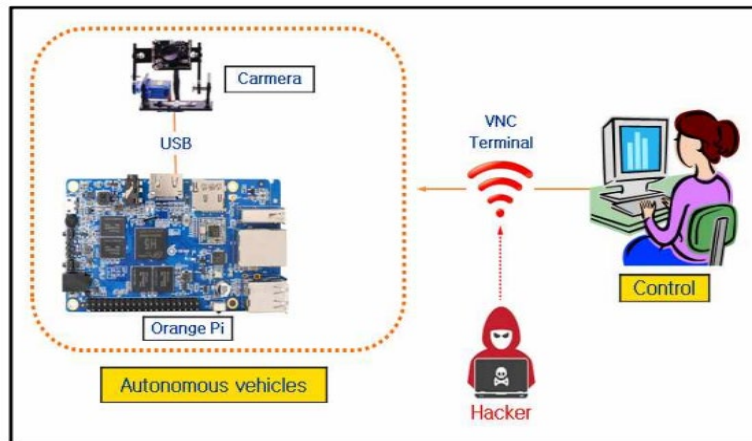 Carmera
USB
VNC
Terminal
Orange Pi
Control
Autonomous vehicles
Hacker